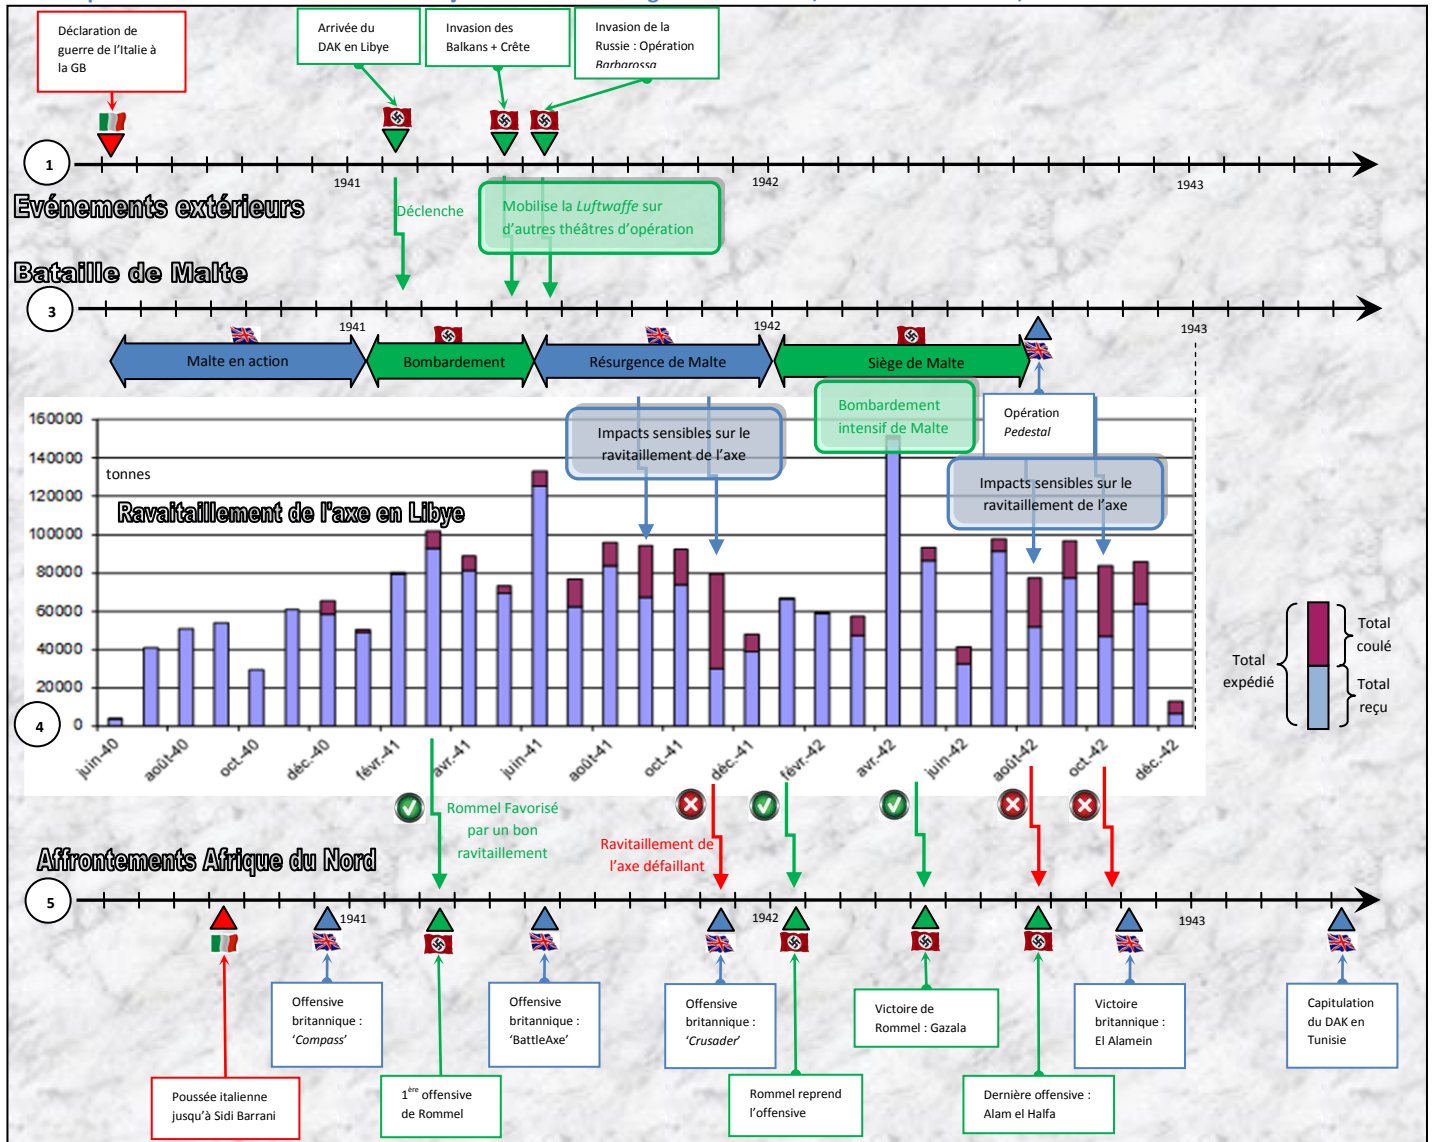 Déclaration de
guerre de l'Italie à
la GB
Arrivée du
DAK en Libye
Invasion des
Balkans + Crête
Invasion de la
Russie : Opération
Barbarossa
1
1941
1942
1943
Evénements extérieurs
Déclenche
Mobilise la Luftwaffe sur
d'autres théâtres d'opération
Bataille de Malte
3
1941
1942
1943
Malte en action
Bombardement
Résurgence de Malte
Siège de Malte
Bombardement
intensif de Malte
Opération
Pedestal
Impacts sensibles sur le
ravitaillement de l'axe
Impacts sensibles sur le
ravitaillement de l'axe
160000
140000
120000
100000
80000
60000
40000
20000
0
tonnes
Ravaitaillement de l'axe en Libye
4
juin-40
août-40
oct.-40
déc.-40
févr.-41
avr.-41
juin-41
août-41
oct.-41
déc.-41
févr.-42
avr.-42
juin-42
août-42
oct.-42
déc.-42
Total
expédié
Total
coulé
Total
reçu
Rommel Favorisé
par un bon
ravitaillement
Ravitaillement de
l'axe défaillant
Affrontements Afrique du Nord
5
1941
1942
1943
Offensive
britannique :
'Compass'
Offensive
britannique :
'BattleAxe'
Offensive
britannique :
'Crusader'
Victoire de
Rommel : Gazala
Victoire
britannique :
El Alamein
Capitulation
du DAK en
Tunisie
Poussée italienne
jusqu'à Sidi Barrani
1ère offensive
de Rommel
Rommel reprend
l'offensive
Dernière offensive :
Alam el Halfa